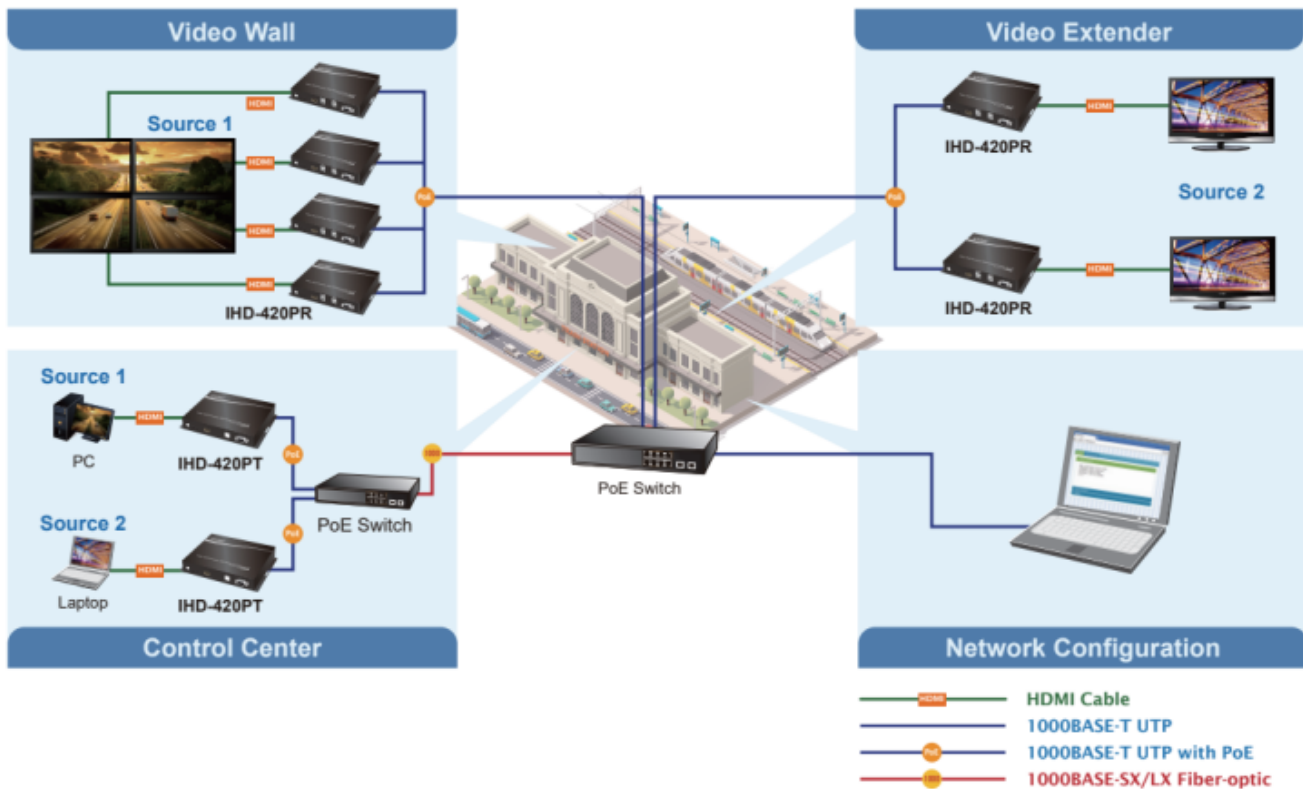 Video Wall
HDMI
Source 1
HDMI
HDMI
HDMI
IHD-420PR
PoE
Video Extender
IHD-420PR
HDMI
Source 2
PoE
IHD-420PR
HDMI
Source 1
PC
HDMI
IHD-420PT
PoE
Source 2
Laptop
HDMI
IHD-420PT
PoE
PoE Switch
1000
Control Center
PoE Switch
Network Configuration
HDMI
HDMI Cable
1000BASE-T UTP
PoE
1000BASE-T UTP with PoE
1000
1000BASE-SX/LX Fiber-optic